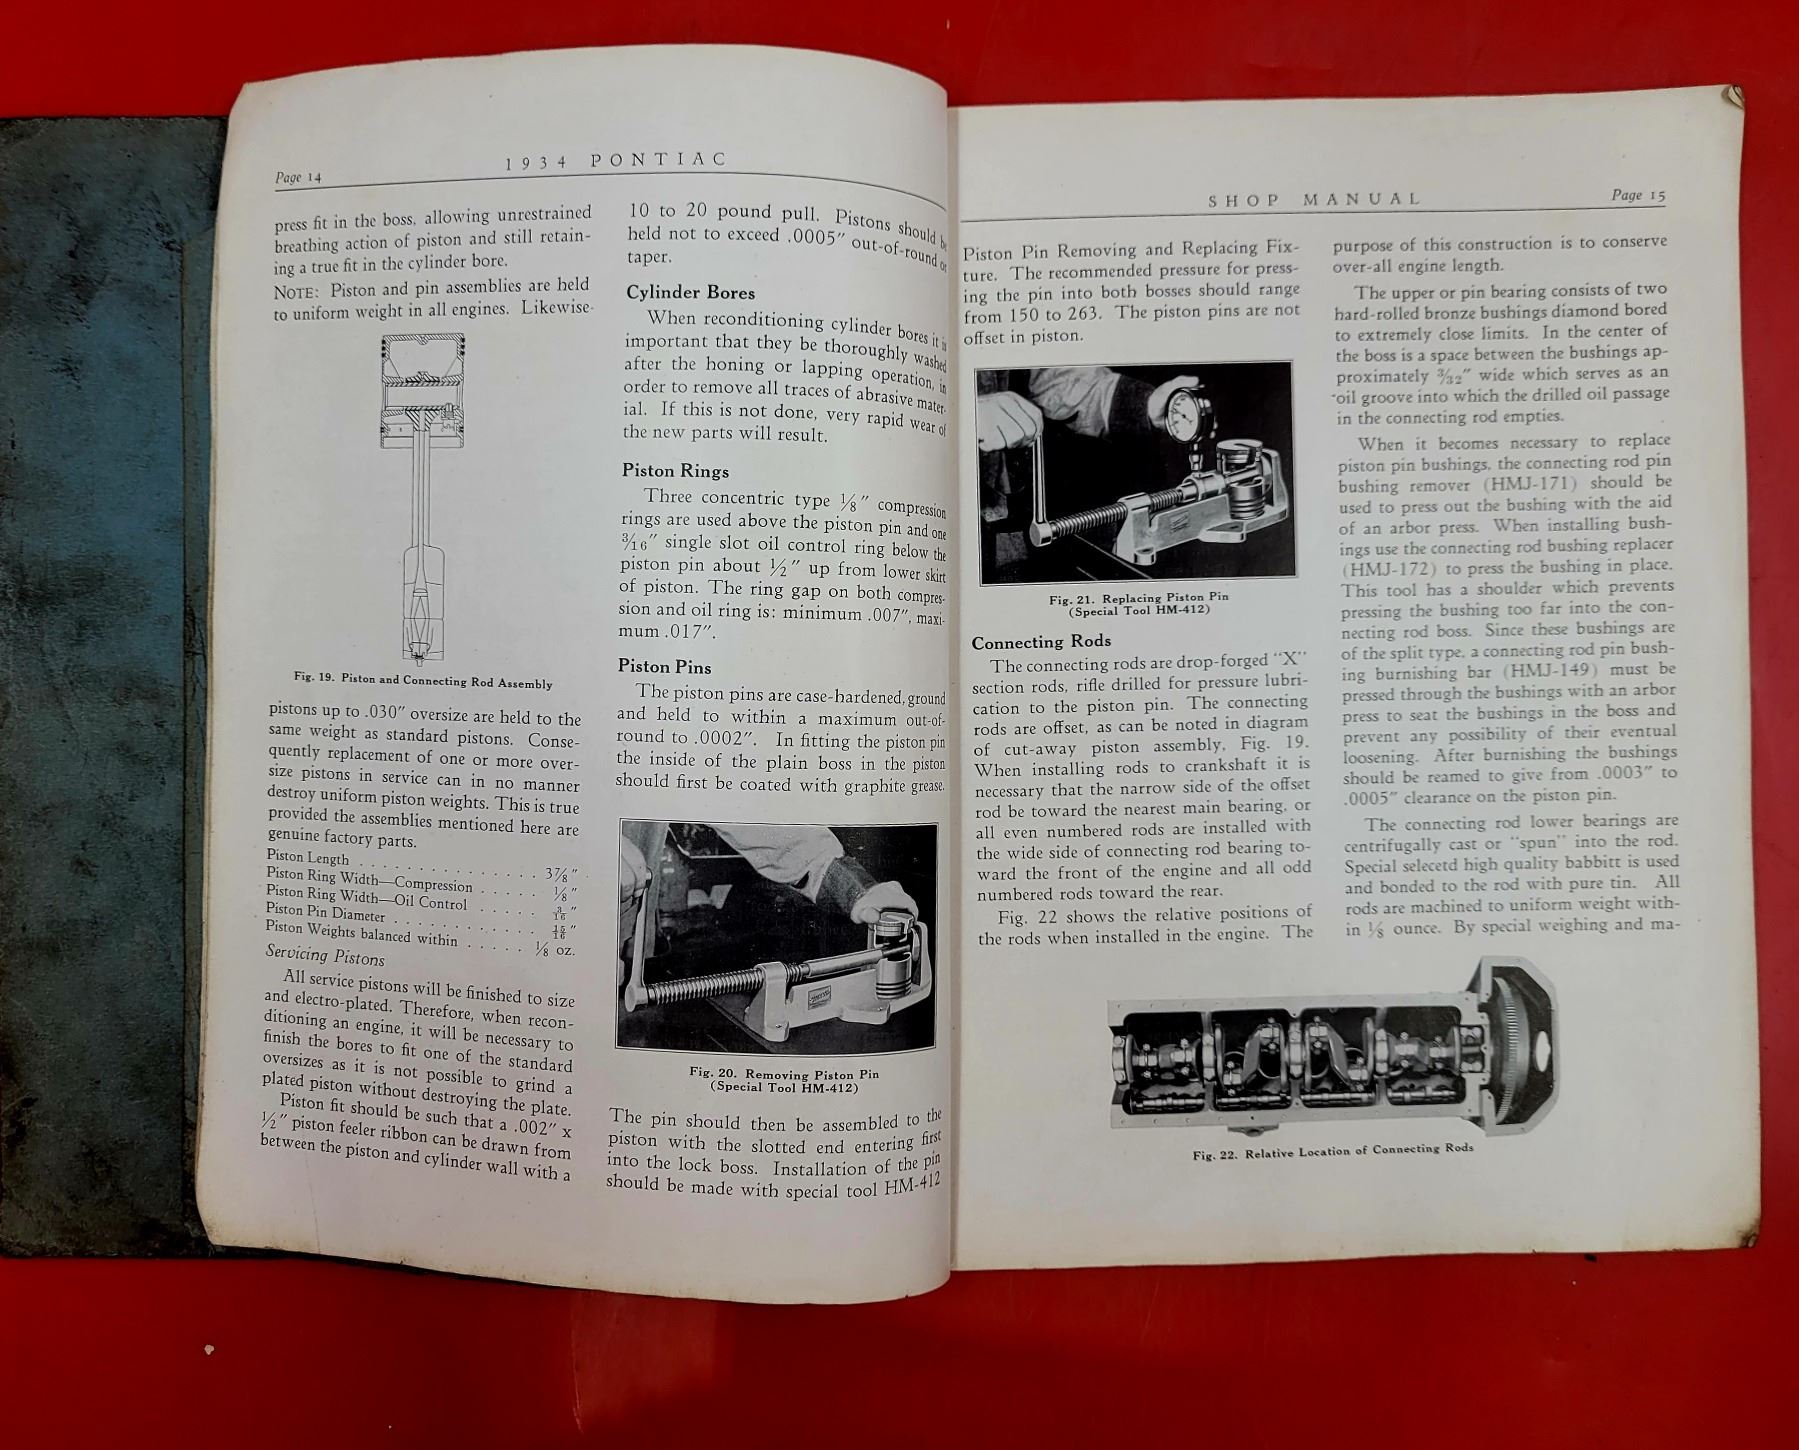 Page 14
1934 PONTIAC
press fit in the boss, allowing unrestrained
breathing action of piston and still retain-
ing a true fit in the cylinder bore.
NOTE: Piston and pin assemblies are held
to uniform weight in all engines. Likewise
Fig. 19. Piston and Connecting Rod Assembly
pistons up to .030" oversize are held to the
same weight as standard pistons. Conse-
quently replacement of one or more over-
size pistons in service can in no manner
destroy uniform piston weights. This is true
provided the assemblies mentioned here are
genuine factory parts.
Piston Length . . . . . . . . . . . . . 3⅞"
Piston Ring Width—Compression . . . . . ⅛"
Piston Ring Width—Oil Control . . . . . 3/16"
Piston Pin Diameter . . . . . . . . . . 15/16"
Piston Weights balanced within . . . . . ⅛ oz.
Servicing Pistons
All service pistons will be finished to size
and electro-plated. Therefore, when recon-
ditioning an engine, it will be necessary to
finish the bores to fit one of the standard
oversizes as it is not possible to grind a
plated piston without destroying the plate.
Piston fit should be such that a .002" x
½" piston feeler ribbon can be drawn from
between the piston and cylinder wall with a
10 to 20 pound pull. Pistons should be
held not to exceed .0005" out-of-round or
taper.
Cylinder Bores
When reconditioning cylinder bores it is
important that they be thoroughly washed
after the honing or lapping operation, in
order to remove all traces of abrasive mater-
ial. If this is not done, very rapid wear of
the new parts will result.
Piston Rings
Three concentric type ⅛" compression
rings are used above the piston pin and one
3/16" single slot oil control ring below the
piston pin about ½" up from lower skirt
of piston. The ring gap on both compres-
sion and oil ring is: minimum .007", maxi-
mum .017".
Piston Pins
The piston pins are case-hardened, ground
and held to within a maximum out-of-
round to .0002". In fitting the piston pin
the inside of the plain boss in the piston
should first be coated with graphite grease.
Fig. 20. Removing Piston Pin
(Special Tool HM-412)
The pin should then be assembled to the
piston with the slotted end entering first
into the lock boss. Installation of the pin
should be made with special tool HM-412
SHOP MANUAL
Page 15
Piston Pin Removing and Replacing Fix-
ture. The recommended pressure for press-
ing the pin into both bosses should range
from 150 to 263. The piston pins are not
offset in piston.
Fig. 21. Replacing Piston Pin
(Special Tool HM-412)
Connecting Rods
The connecting rods are drop-forged "X"
section rods, rifle drilled for pressure lubri-
cation to the piston pin. The connecting
rods are offset, as can be noted in diagram
of cut-away piston assembly, Fig. 19.
When installing rods to crankshaft it is
necessary that the narrow side of the offset
rod be toward the nearest main bearing, or
all even numbered rods are installed with
the wide side of connecting rod bearing to-
ward the front of the engine and all odd
numbered rods toward the rear.
Fig. 22 shows the relative positions of
the rods when installed in the engine. The
purpose of this construction is to conserve
over-all engine length.
The upper or pin bearing consists of two
hard-rolled bronze bushings diamond bored
to extremely close limits. In the center of
the boss is a space between the bushings ap-
proximately 3/32" wide which serves as an
oil groove into which the drilled oil passage
in the connecting rod empties.
When it becomes necessary to replace
piston pin bushings, the connecting rod pin
bushing remover (HMJ-171) should be
used to press out the bushing with the aid
of an arbor press. When installing bush-
ings use the connecting rod bushing replacer
(HMJ-172) to press the bushing in place.
This tool has a shoulder which prevents
pressing the bushing too far into the con-
necting rod boss. Since these bushings are
of the split type, a connecting rod pin bush-
ing burnishing bar (HMJ-149) must be
pressed through the bushings with an arbor
press to seat the bushings in the boss and
prevent any possibility of their eventual
loosening. After burnishing the bushings
should be reamed to give from .0003" to
.0005" clearance on the piston pin.
The connecting rod lower bearings are
centrifugally cast or "spun" into the rod.
Special selecetd high quality babbitt is used
and bonded to the rod with pure tin. All
rods are machined to uniform weight with-
in ⅛ ounce. By special weighing and ma-
Fig. 22. Relative Location of Connecting Rods